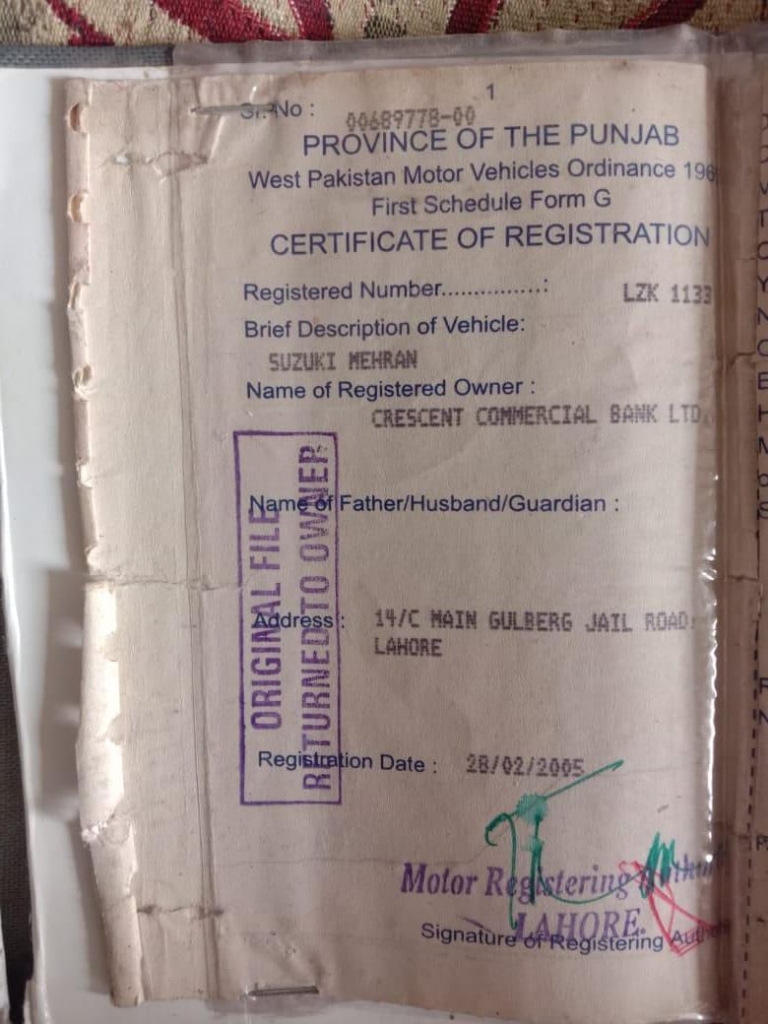 1
Sr. No : 00689778-00
PROVINCE OF THE PUNJAB
West Pakistan Motor Vehicles Ordinance 196
First Schedule Form G
CERTIFICATE OF REGISTRATION
Registered Number...............: LZK 1133
Brief Description of Vehicle:
SUZUKI MEHRAN
Name of Registered Owner :
CRESCENT COMMERCIAL BANK LTD.
Name of Father/Husband/Guardian :
ORIGINAL FILE
RETURNED TO OWNER
Address : 14/C MAIN GULBERG JAIL ROAD
LAHORE
Registration Date : 28/02/2005
Motor Registering
LAHORE.
Signature of Registering